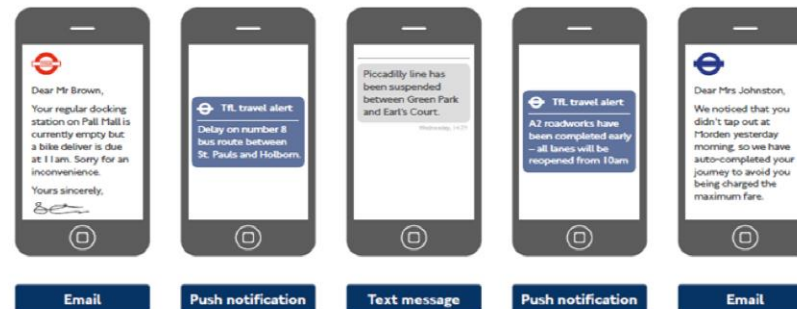 Dear Mr Brown,
Your regular docking
station on Pall Mall is
currently empty but
a bike deliver is due
at 11am. Sorry for an
inconvenience.
Yours sincerely,
Email
TfL travel alert
Delay on number 8
bus route between
St. Pauls and Holborn.
Push notification
Piccadilly line has
been suspended
between Green Park
and Earl's Court.
Text message
TfL travel alert
A2 roadworks have
been completed early
– all lanes will be
reopened from 10am
Push notification
Dear Mrs Johnston,
We noticed that you
didn't tap out at
Morden yesterday
morning, so we have
auto-completed your
journey to avoid you
being charged the
maximum fare.
Email